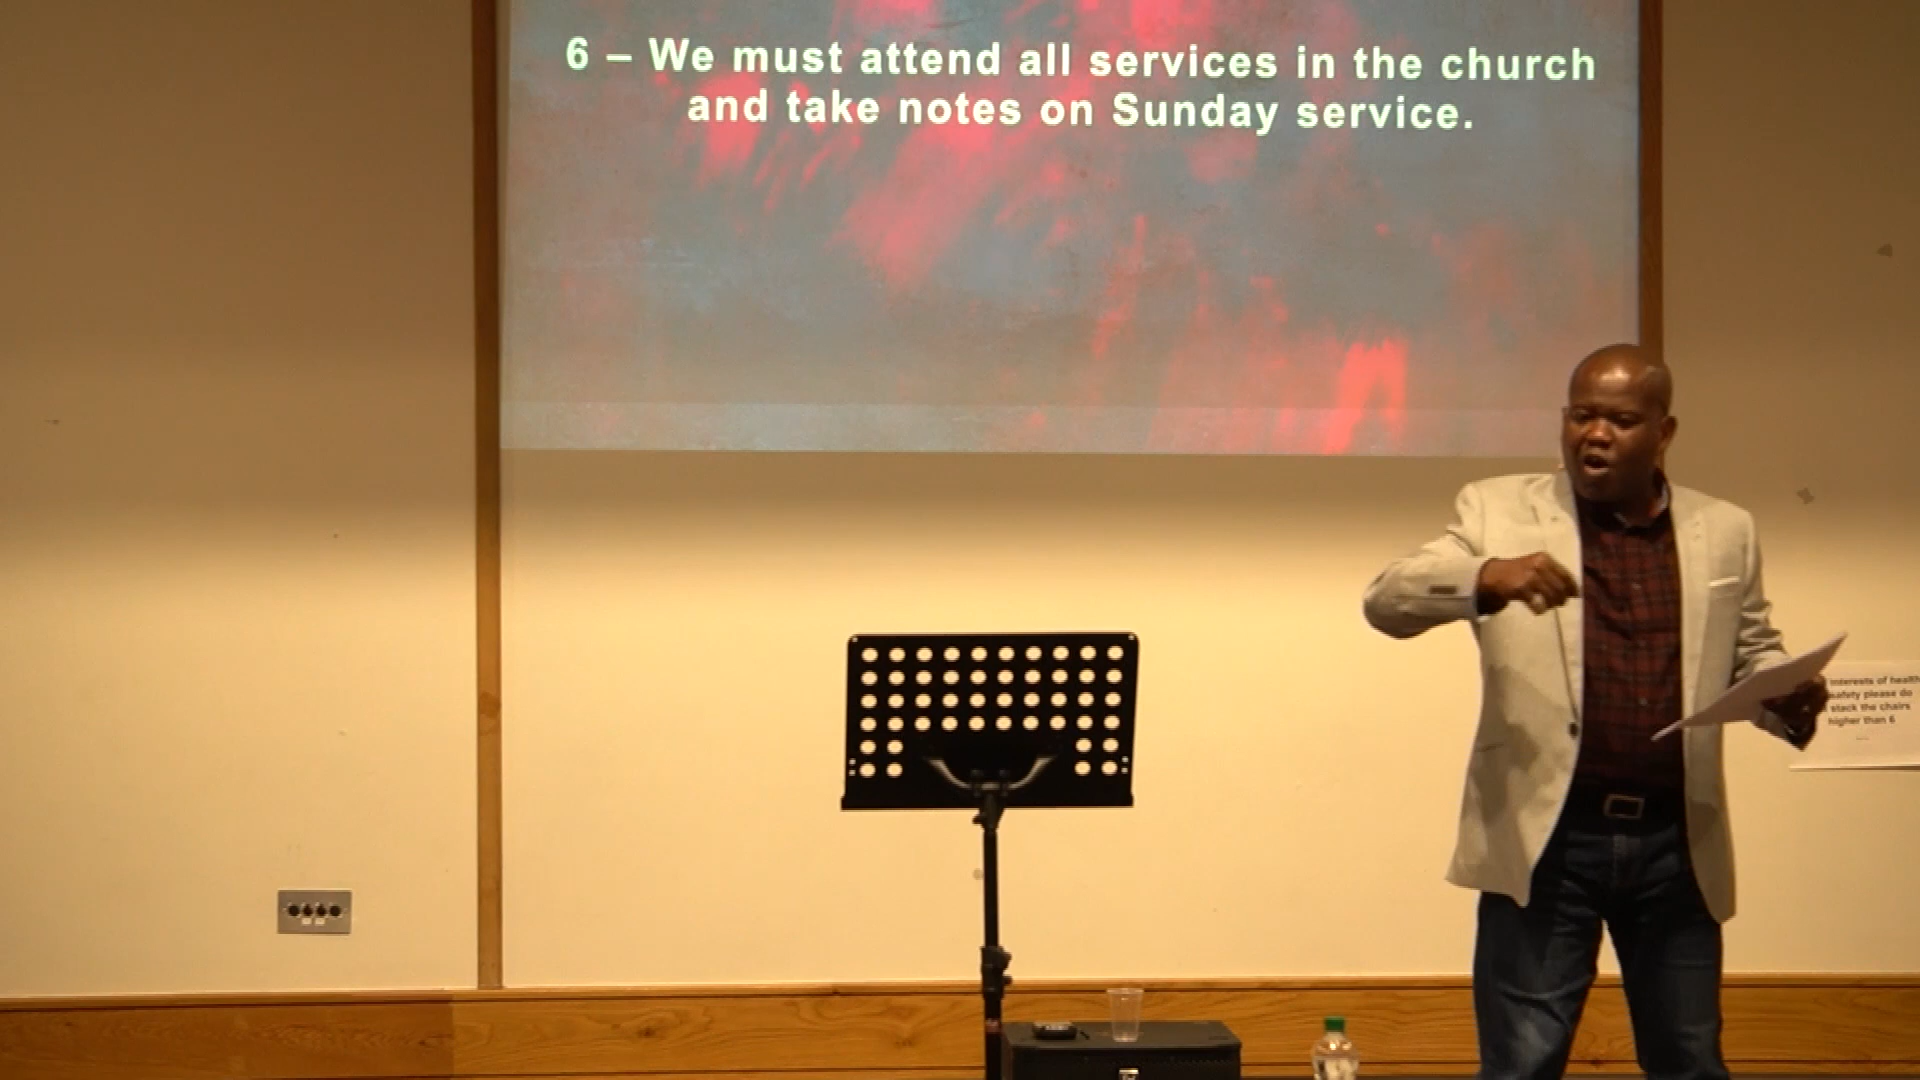 6 – We must attend all services in the church
and take notes on Sunday service.
interests of health
safety please do
stack the chairs
higher than 6